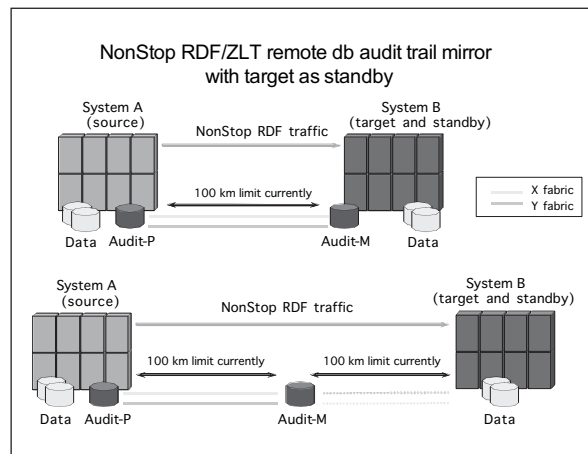 NonStop RDF/ZLT remote db audit trail mirror
with target as standby
System A
(source)
System B
(target and standby)
NonStop RDF traffic
100 km limit currently
X fabric
Y fabric
Data
Audit-P
Audit-M
Data
System A
(source)
System B
(target and standby)
NonStop RDF traffic
100 km limit currently
100 km limit currently
Data
Audit-P
Audit-M
Data